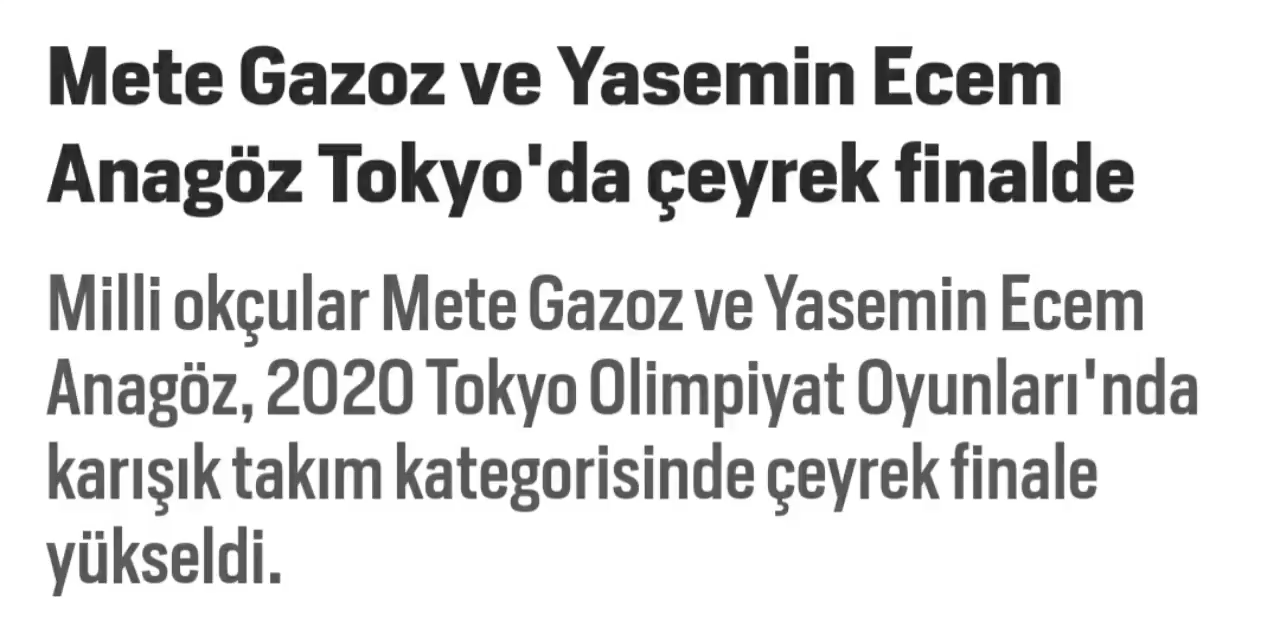 Mete Gazoz ve Yasemin Ecem
Anagöz Tokyo'da çeyrek finalde
Milli okçular Mete Gazoz ve Yasemin Ecem
Anagöz, 2020 Tokyo Olimpiyat Oyunları'nda
karışık takım kategorisinde çeyrek finale
yükseldi.